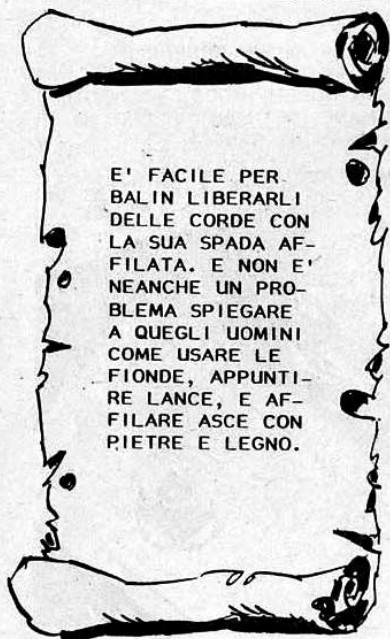 E' FACILE PER
BALIN LIBERARLI
DELLE CORDE CON
LA SUA SPADA AF-
FILATA. E NON E'
NEANCHE UN PRO-
BLEMA SPIEGARE
A QUEGLI UOMINI
COME USARE LE
FIONDE, APPUNTI-
RE LANCE, E AF-
FILARE ASCE CON
PIETRE E LEGNO.